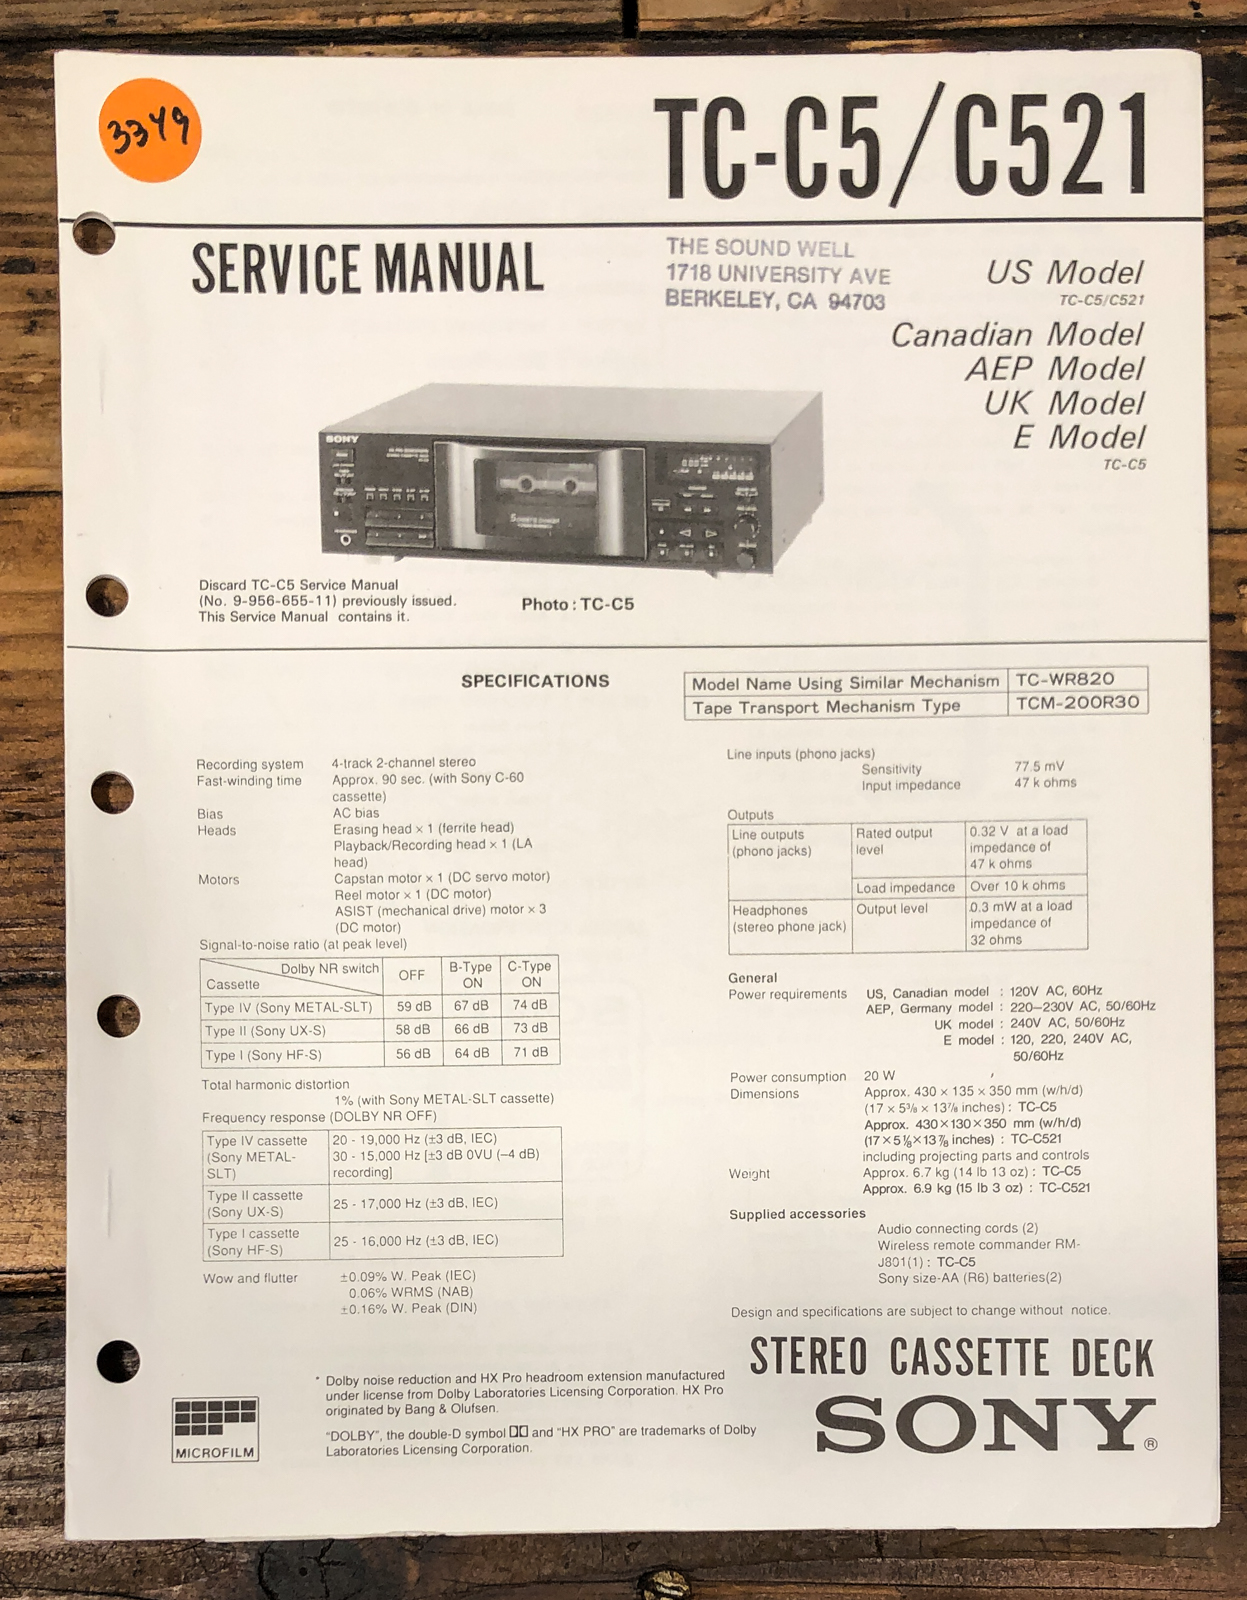 3349
TC-C5/C521
SERVICE MANUAL
THE SOUND WELL
1718 UNIVERSITY AVE
BERKELEY, CA 94703
US Model
TC-C5/C521
Canadian Model
AEP Model
UK Model
E Model
TC-C5
SONY
Discard TC-C5 Service Manual
(No. 9-956-655-11) previously issued.
This Service Manual contains it.
Photo : TC-C5
SPECIFICATIONS
Model Name Using Similar Mechanism TC-WR820
Tape Transport Mechanism Type TCM-200R30
Recording system 4-track 2-channel stereo
Fast-winding time Approx. 90 sec. (with Sony C-60
cassette)
Bias AC bias
Heads Erasing head × 1 (ferrite head)
Playback/Recording head × 1 (LA
head)
Motors Capstan motor × 1 (DC servo motor)
Reel motor × 1 (DC motor)
ASIST (mechanical drive) motor × 3
(DC motor)
Signal-to-noise ratio (at peak level)
Dolby NR switch OFF B-Type ON C-Type ON
Cassette
Type IV (Sony METAL-SLT) 59 dB 67 dB 74 dB
Type II (Sony UX-S) 58 dB 66 dB 73 dB
Type I (Sony HF-S) 56 dB 64 dB 71 dB
Total harmonic distortion
1% (with Sony METAL-SLT cassette)
Frequency response (DOLBY NR OFF)
Type IV cassette 20 - 19,000 Hz (±3 dB, IEC)
(Sony METAL- 30 - 15,000 Hz [±3 dB 0VU (−4 dB)
SLT) recording]
Type II cassette
(Sony UX-S) 25 - 17,000 Hz (±3 dB, IEC)
Type I cassette
(Sony HF-S) 25 - 16,000 Hz (±3 dB, IEC)
Wow and flutter ±0.09% W. Peak (IEC)
0.06% WRMS (NAB)
±0.16% W. Peak (DIN)
Line inputs (phono jacks)
Sensitivity 77.5 mV
Input impedance 47 k ohms
Outputs
Line outputs Rated output 0.32 V at a load
(phono jacks) level impedance of
47 k ohms
Load impedance Over 10 k ohms
Headphones Output level 0.3 mW at a load
(stereo phone jack) impedance of
32 ohms
General
Power requirements US, Canadian model : 120V AC, 60Hz
AEP, Germany model : 220–230V AC, 50/60Hz
UK model : 240V AC, 50/60Hz
E model : 120, 220, 240V AC,
50/60Hz
Power consumption 20 W
Dimensions Approx. 430 × 135 × 350 mm (w/h/d)
(17 × 5 3/8 × 13 7/8 inches) : TC-C5
Approx. 430×130×350 mm (w/h/d)
(17×5 1/8×13 7/8 inches) : TC-C521
including projecting parts and controls
Weight Approx. 6.7 kg (14 lb 13 oz) : TC-C5
Approx. 6.9 kg (15 lb 3 oz) : TC-C521
Supplied accessories
Audio connecting cords (2)
Wireless remote commander RM-
J801(1) : TC-C5
Sony size-AA (R6) batteries(2)
Design and specifications are subject to change without notice.
STEREO CASSETTE DECK
SONY®
MICROFILM
* Dolby noise reduction and HX Pro headroom extension manufactured
under license from Dolby Laboratories Licensing Corporation. HX Pro
originated by Bang & Olufsen.
"DOLBY", the double-D symbol and "HX PRO" are trademarks of Dolby
Laboratories Licensing Corporation.